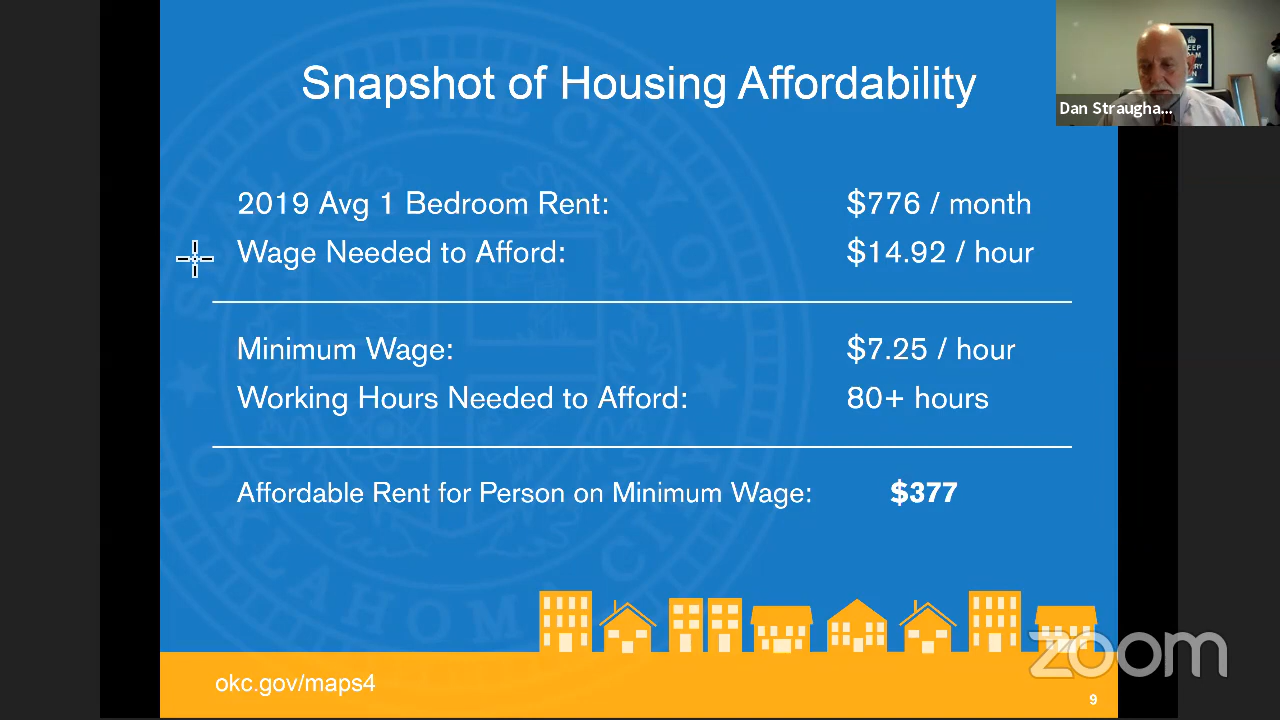 Snapshot of Housing Affordability
Dan Straugha...
2019 Avg 1 Bedroom Rent: $776 / month
Wage Needed to Afford: $14.92 / hour
Minimum Wage: $7.25 / hour
Working Hours Needed to Afford: 80+ hours
Affordable Rent for Person on Minimum Wage: $377
okc.gov/maps4
zoom
9